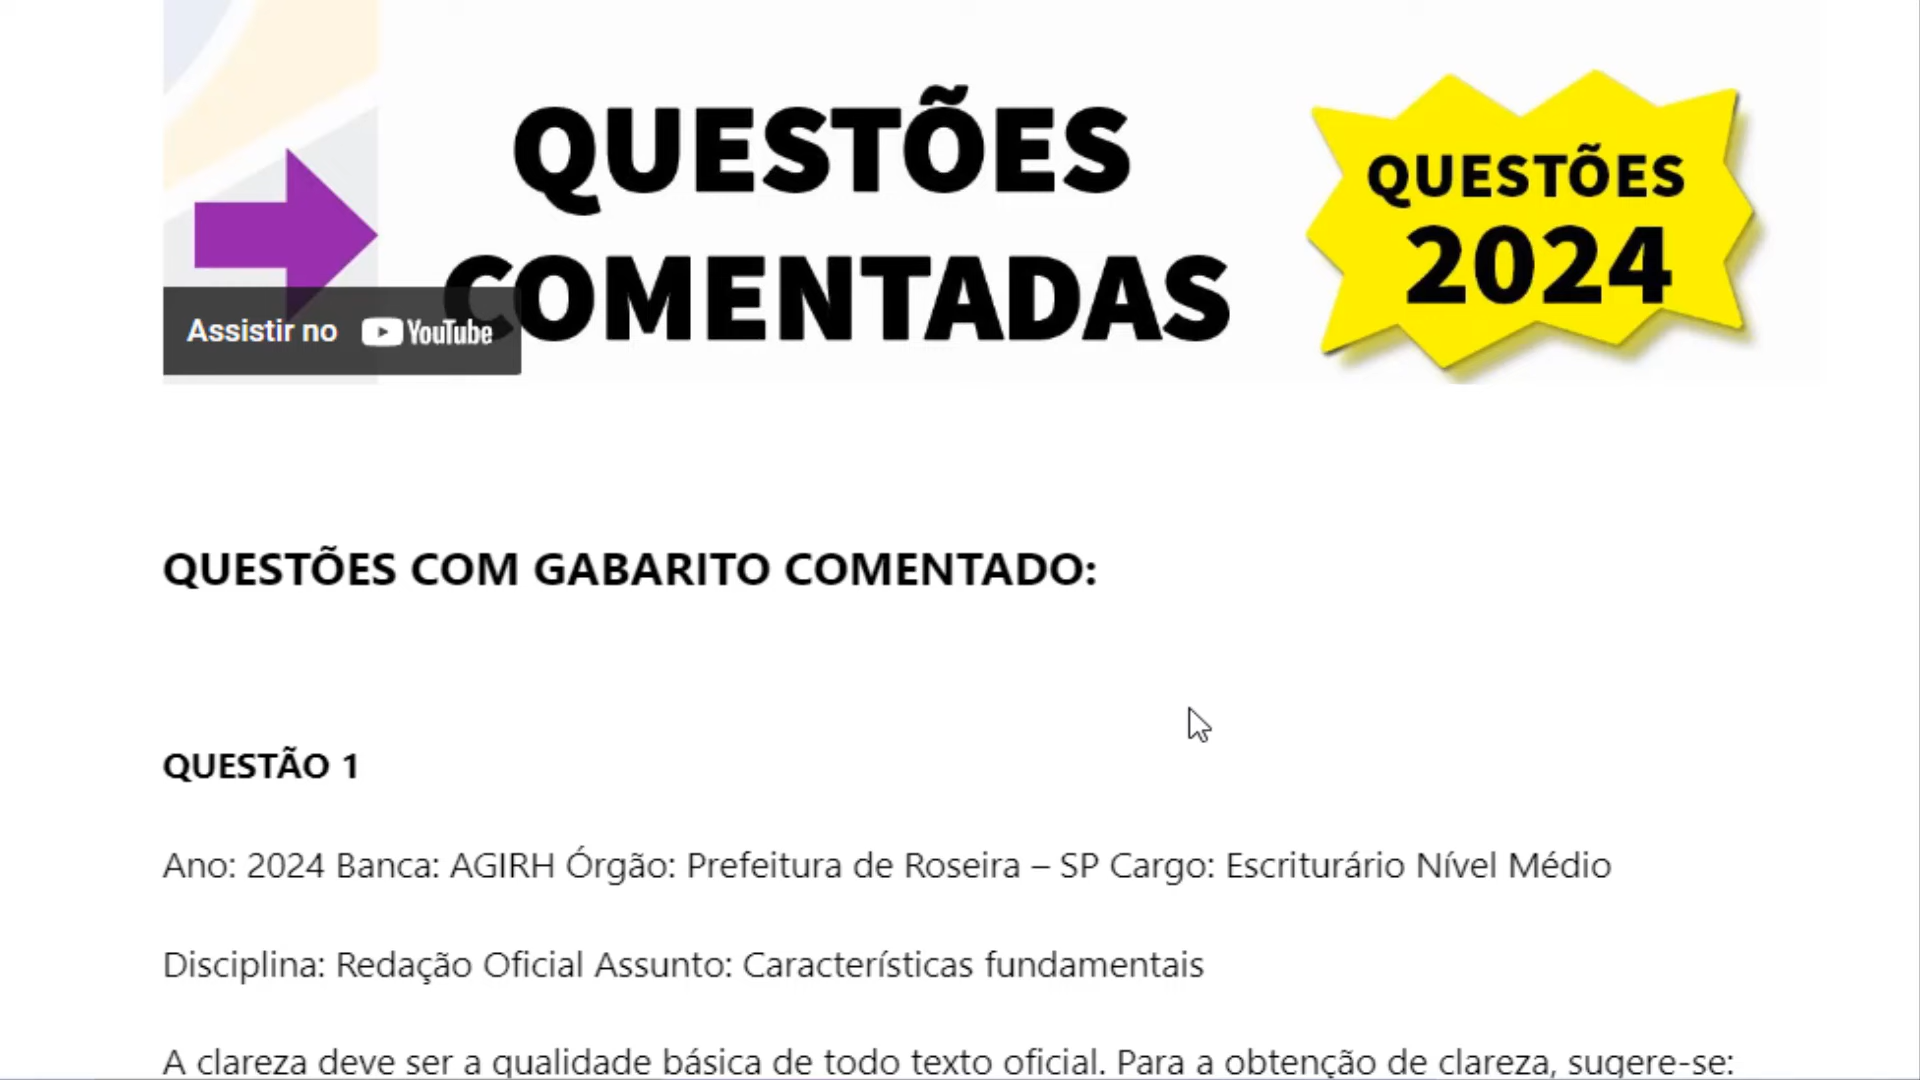 QUESTÕES
COMENTADAS
QUESTÕES
2024
Assistir no YouTube
QUESTÕES COM GABARITO COMENTADO:
QUESTÃO 1
Ano: 2024 Banca: AGIRH Órgão: Prefeitura de Roseira – SP Cargo: Escriturário Nível Médio
Disciplina: Redação Oficial Assunto: Características fundamentais
A clareza deve ser a qualidade básica de todo texto oficial. Para a obtenção de clareza, sugere-se: